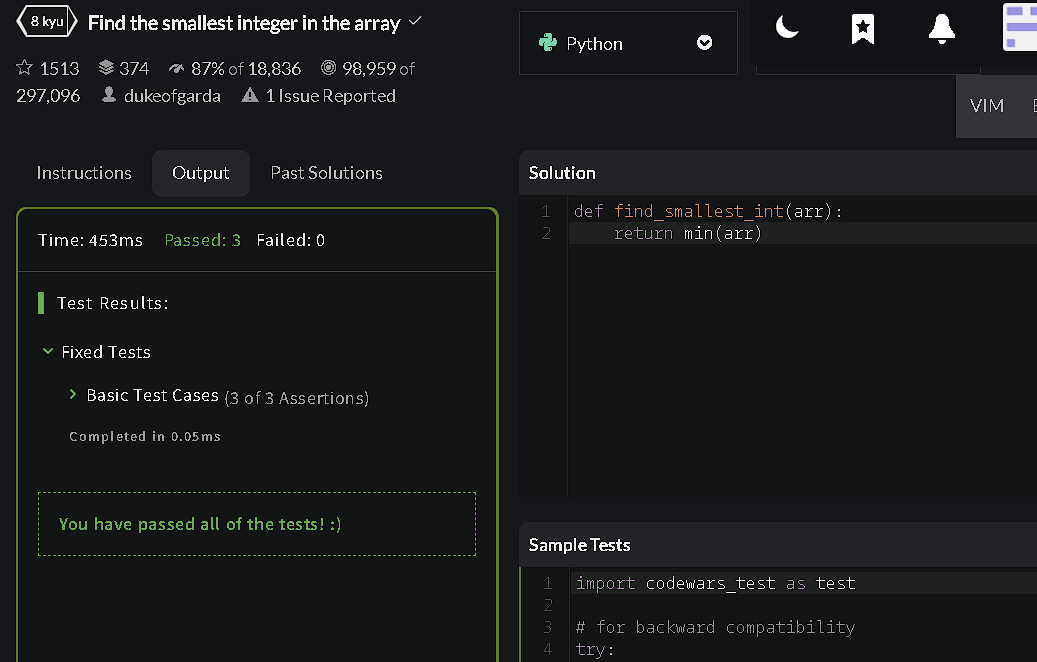 8 kyu Find the smallest integer in the array
1513 374 87% of 18,836 98,959 of
297,096 dukeofgarda 1 Issue Reported
Python
VIM
Instructions Output Past Solutions
Time: 453ms Passed: 3 Failed: 0
Test Results:
Fixed Tests
Basic Test Cases (3 of 3 Assertions)
Completed in 0.05ms
You have passed all of the tests! :)
Solution
1 def find_smallest_int(arr):
2     return min(arr)
Sample Tests
1 import codewars_test as test
2
3 # for backward compatibility
4 try: